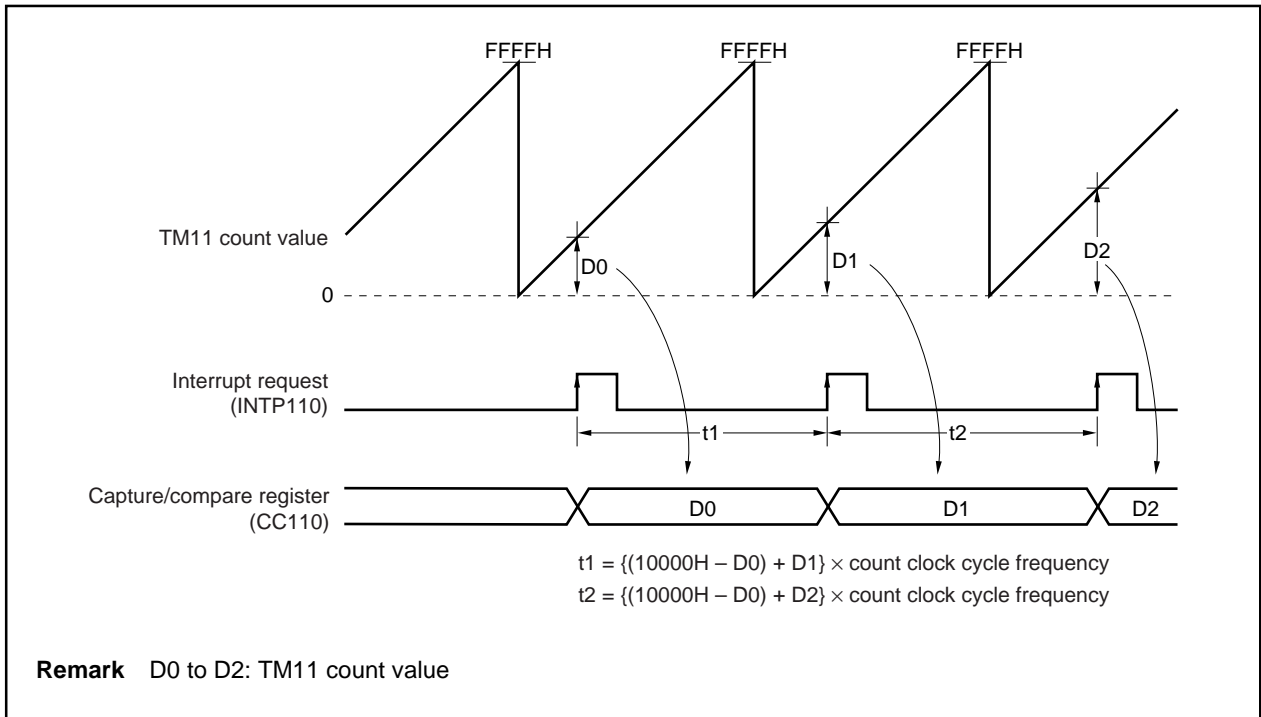 FFFFH FFFFH FFFFH
TM11 count value
D0 D1 D2
0
Interrupt request
(INTP110)
t1 t2
Capture/compare register
(CC110)
D0 D1 D2
t1 = {(10000H – D0) + D1} × count clock cycle frequency
t2 = {(10000H – D0) + D2} × count clock cycle frequency
Remark D0 to D2: TM11 count value